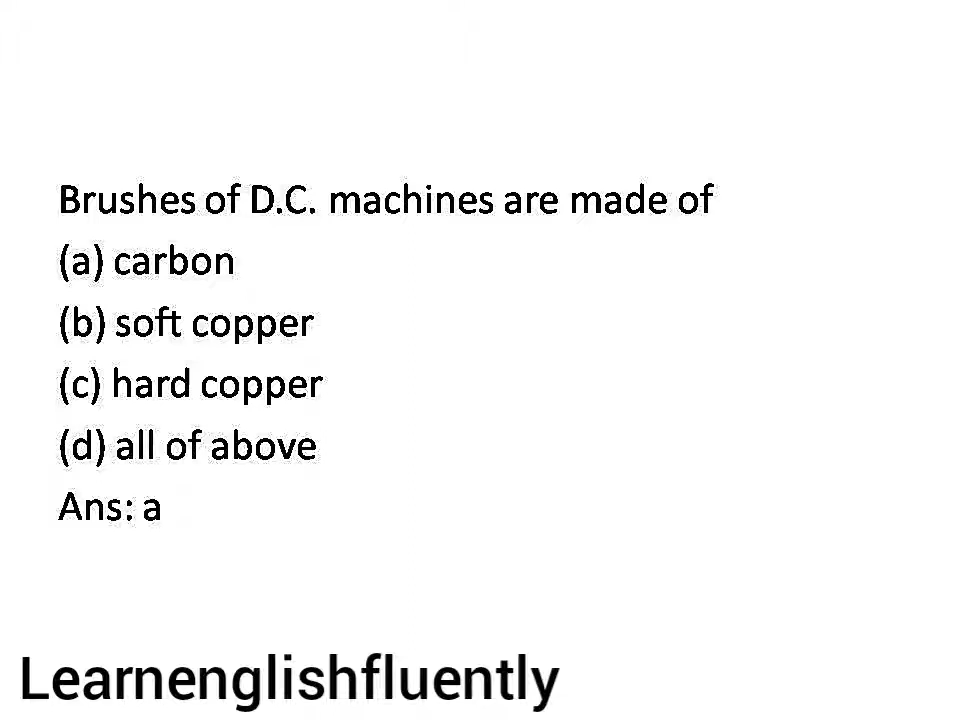 Brushes of D.C. machines are made of
(a) carbon
(b) soft copper
(c) hard copper
(d) all of above
Ans: a
Learnenglishfluently